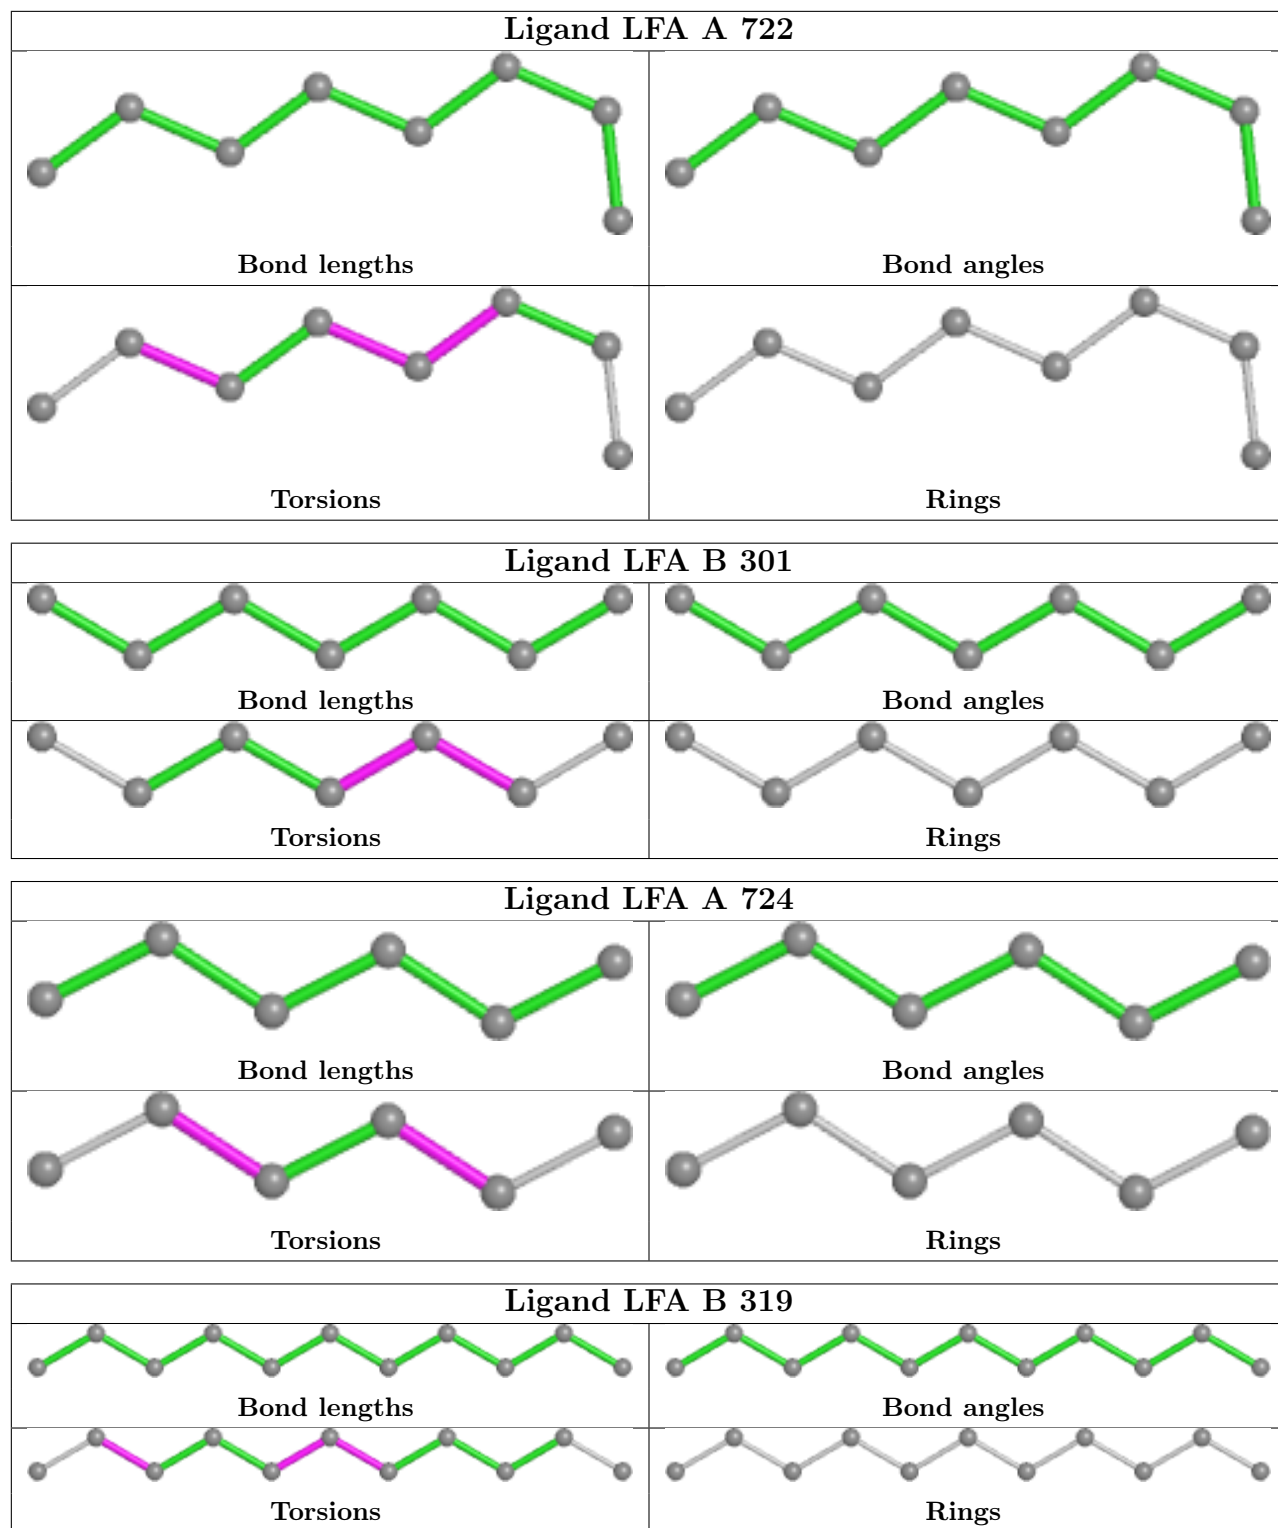 Ligand LFA A 722
Bond lengths
Bond angles
Torsions
Rings
Ligand LFA B 301
Bond lengths
Bond angles
Torsions
Rings
Ligand LFA A 724
Bond lengths
Bond angles
Torsions
Rings
Ligand LFA B 319
Bond lengths
Bond angles
Torsions
Rings